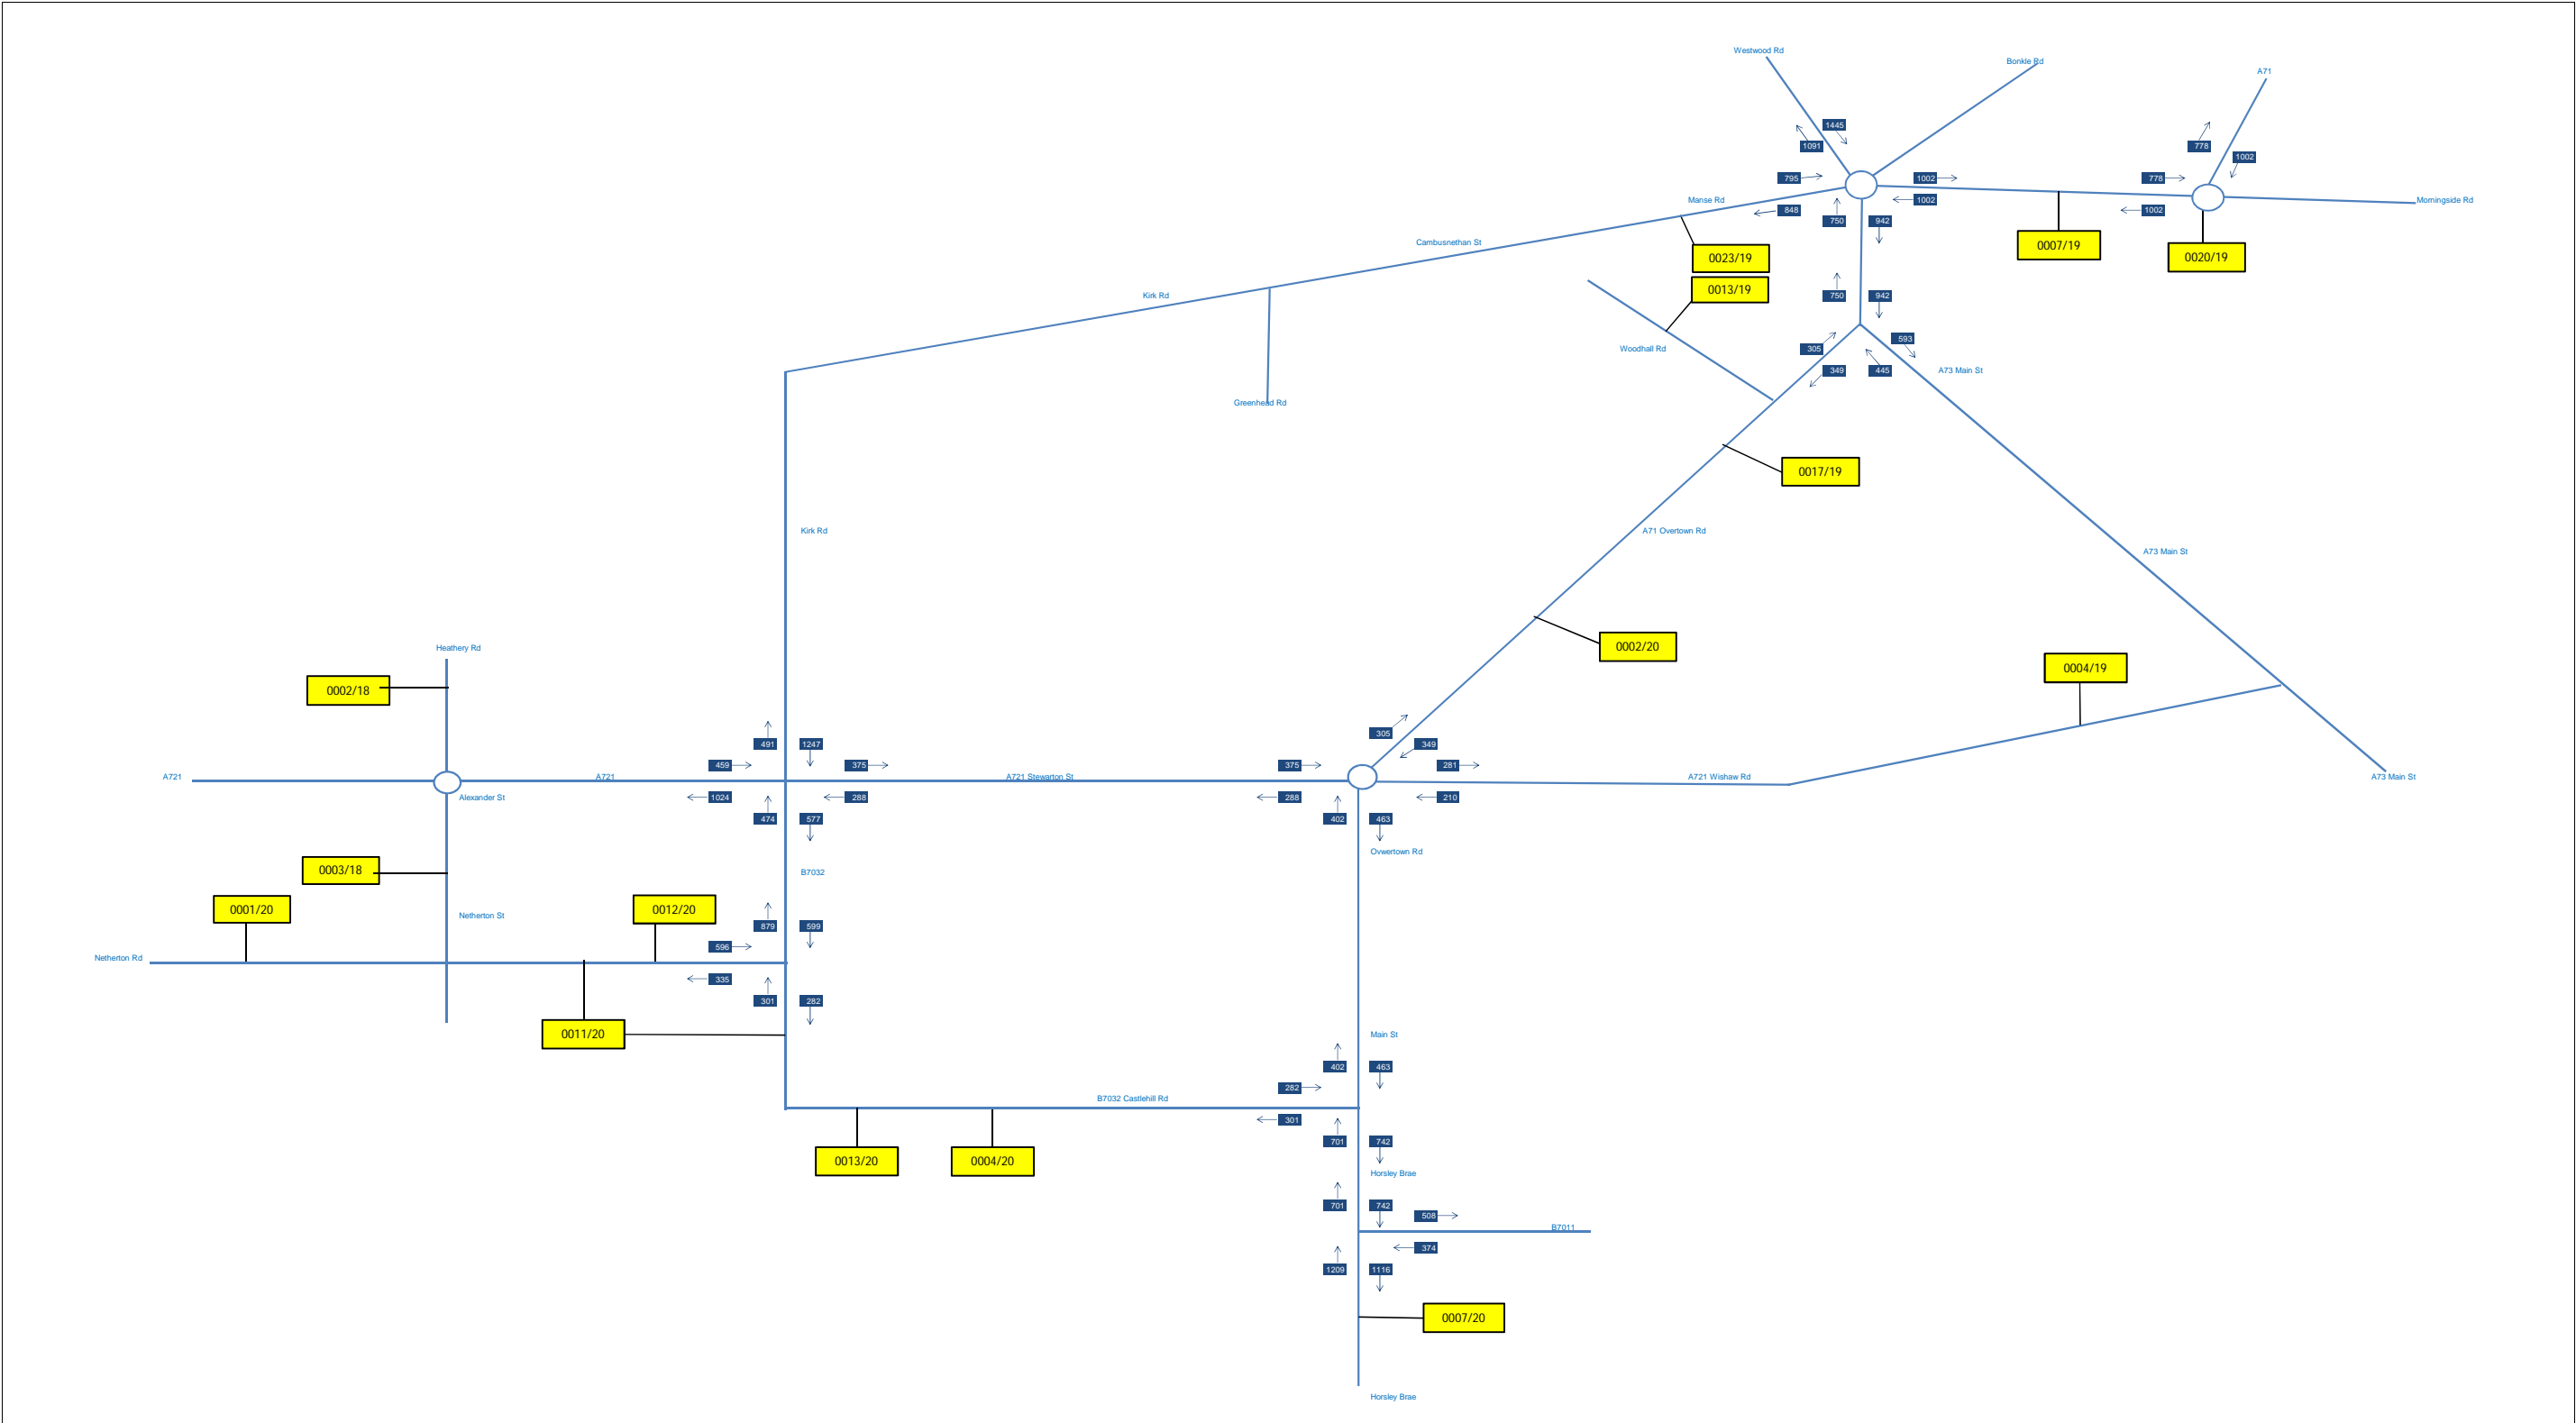 Westwood Rd
Bonkle Rd
A71
1445
1091
778
1002
795
1002
778
Manse Rd
848
750
942
1002
1002
Morningside Rd
Cambusnethan St
0023/19
0007/19
0020/19
0013/19
Kirk Rd
750
942
Woodhall Rd
305
593
349
445
A73 Main St
Greenhead Rd
0017/19
Kirk Rd
A71 Overtown Rd
A73 Main St
Heathery Rd
0002/18
0002/20
0004/19
305
491
1247
349
459
375
375
281
A721
A721
A721 Stewarton St
A721 Wishaw Rd
A73 Main St
Alexander St
1024
288
288
210
474
577
402
463
Ovwertown Rd
0003/18
B7032
0001/20
0012/20
Netherton St
879
599
596
Netherton Rd
335
301
282
0011/20
Main St
402
463
282
B7032 Castlehill Rd
301
701
742
0013/20
0004/20
Horsley Brae
701
742
508
B7011
374
1209
1116
0007/20
Horsley Brae